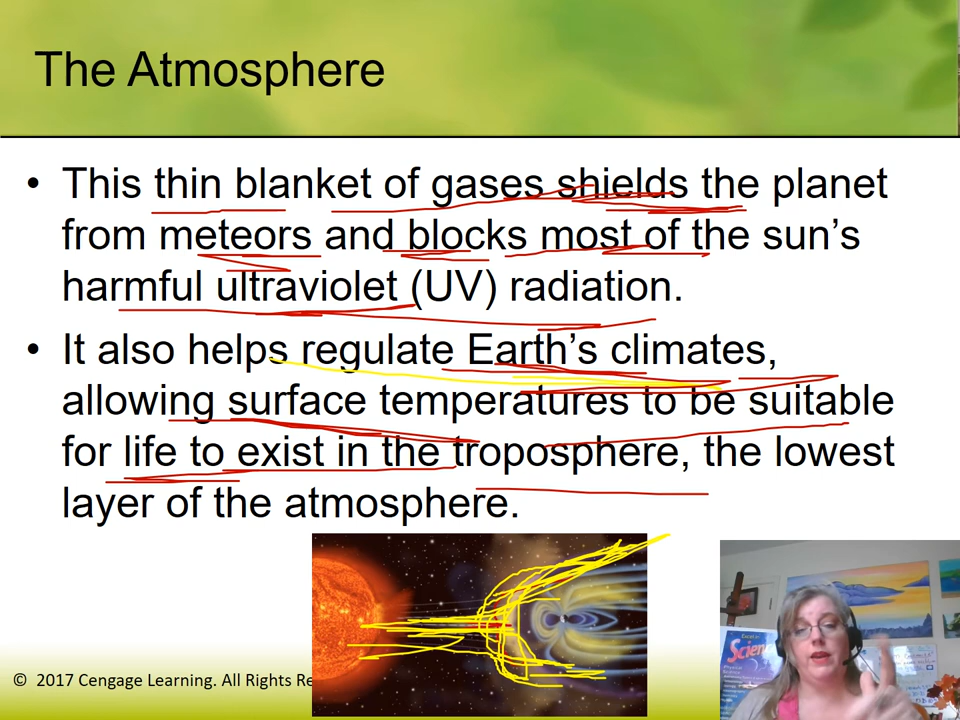 The Atmosphere
• This thin blanket of gases shields the planet
from meteors and blocks most of the sun's
harmful ultraviolet (UV) radiation.
• It also helps regulate Earth's climates,
allowing surface temperatures to be suitable
for life to exist in the troposphere, the lowest
layer of the atmosphere.
Science
© 2017 Cengage Learning. All Rights Re